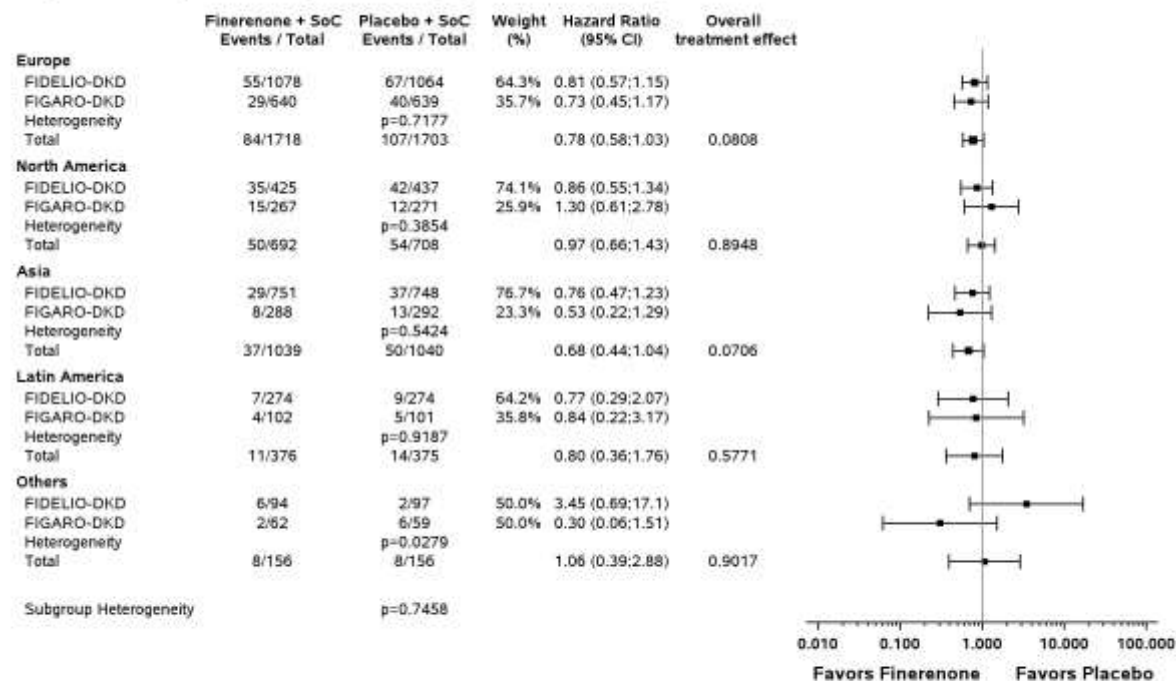 Finerenone + SoC Placebo + SoC Weight Hazard Ratio Overall
Events / Total Events / Total (%) (95% CI) treatment effect
Europe
FIDELIO-DKD 55/1078 67/1064 64.3% 0.81 (0.57;1.15)
FIGARO-DKD 29/640 40/639 35.7% 0.73 (0.45;1.17)
Heterogeneity p=0.7177
Total 84/1718 107/1703 0.78 (0.58;1.03) 0.0808
North America
FIDELIO-DKD 35/425 42/437 74.1% 0.86 (0.55;1.34)
FIGARO-DKD 15/267 12/271 25.9% 1.30 (0.61;2.78)
Heterogeneity p=0.3854
Total 50/692 54/708 0.97 (0.66;1.43) 0.8948
Asia
FIDELIO-DKD 29/751 37/748 76.7% 0.76 (0.47;1.23)
FIGARO-DKD 8/288 13/292 23.3% 0.53 (0.22;1.29)
Heterogeneity p=0.5424
Total 37/1039 50/1040 0.68 (0.44;1.04) 0.0706
Latin America
FIDELIO-DKD 7/274 9/274 64.2% 0.77 (0.29;2.07)
FIGARO-DKD 4/102 5/101 35.8% 0.84 (0.22;3.17)
Heterogeneity p=0.9187
Total 11/376 14/375 0.80 (0.36;1.76) 0.5771
Others
FIDELIO-DKD 6/94 2/97 50.0% 3.45 (0.69;17.1)
FIGARO-DKD 2/62 6/59 50.0% 0.30 (0.06;1.51)
Heterogeneity p=0.0279
Total 8/156 8/156 1.06 (0.39;2.88) 0.9017
Subgroup Heterogeneity p=0.7458
0.010 0.100 1.000 10.000 100.000
Favors Finerenone Favors Placebo